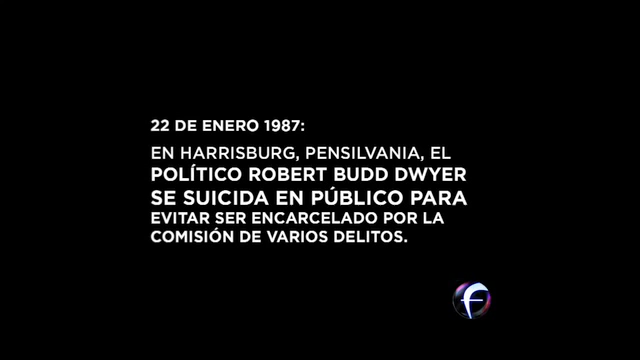 22 DE ENERO 1987:
EN HARRISBURG, PENSILVANIA, EL
POLÍTICO ROBERT BUDD DWYER
SE SUICIDA EN PÚBLICO PARA
EVITAR SER ENCARCELADO POR LA
COMISIÓN DE VARIOS DELITOS.
f